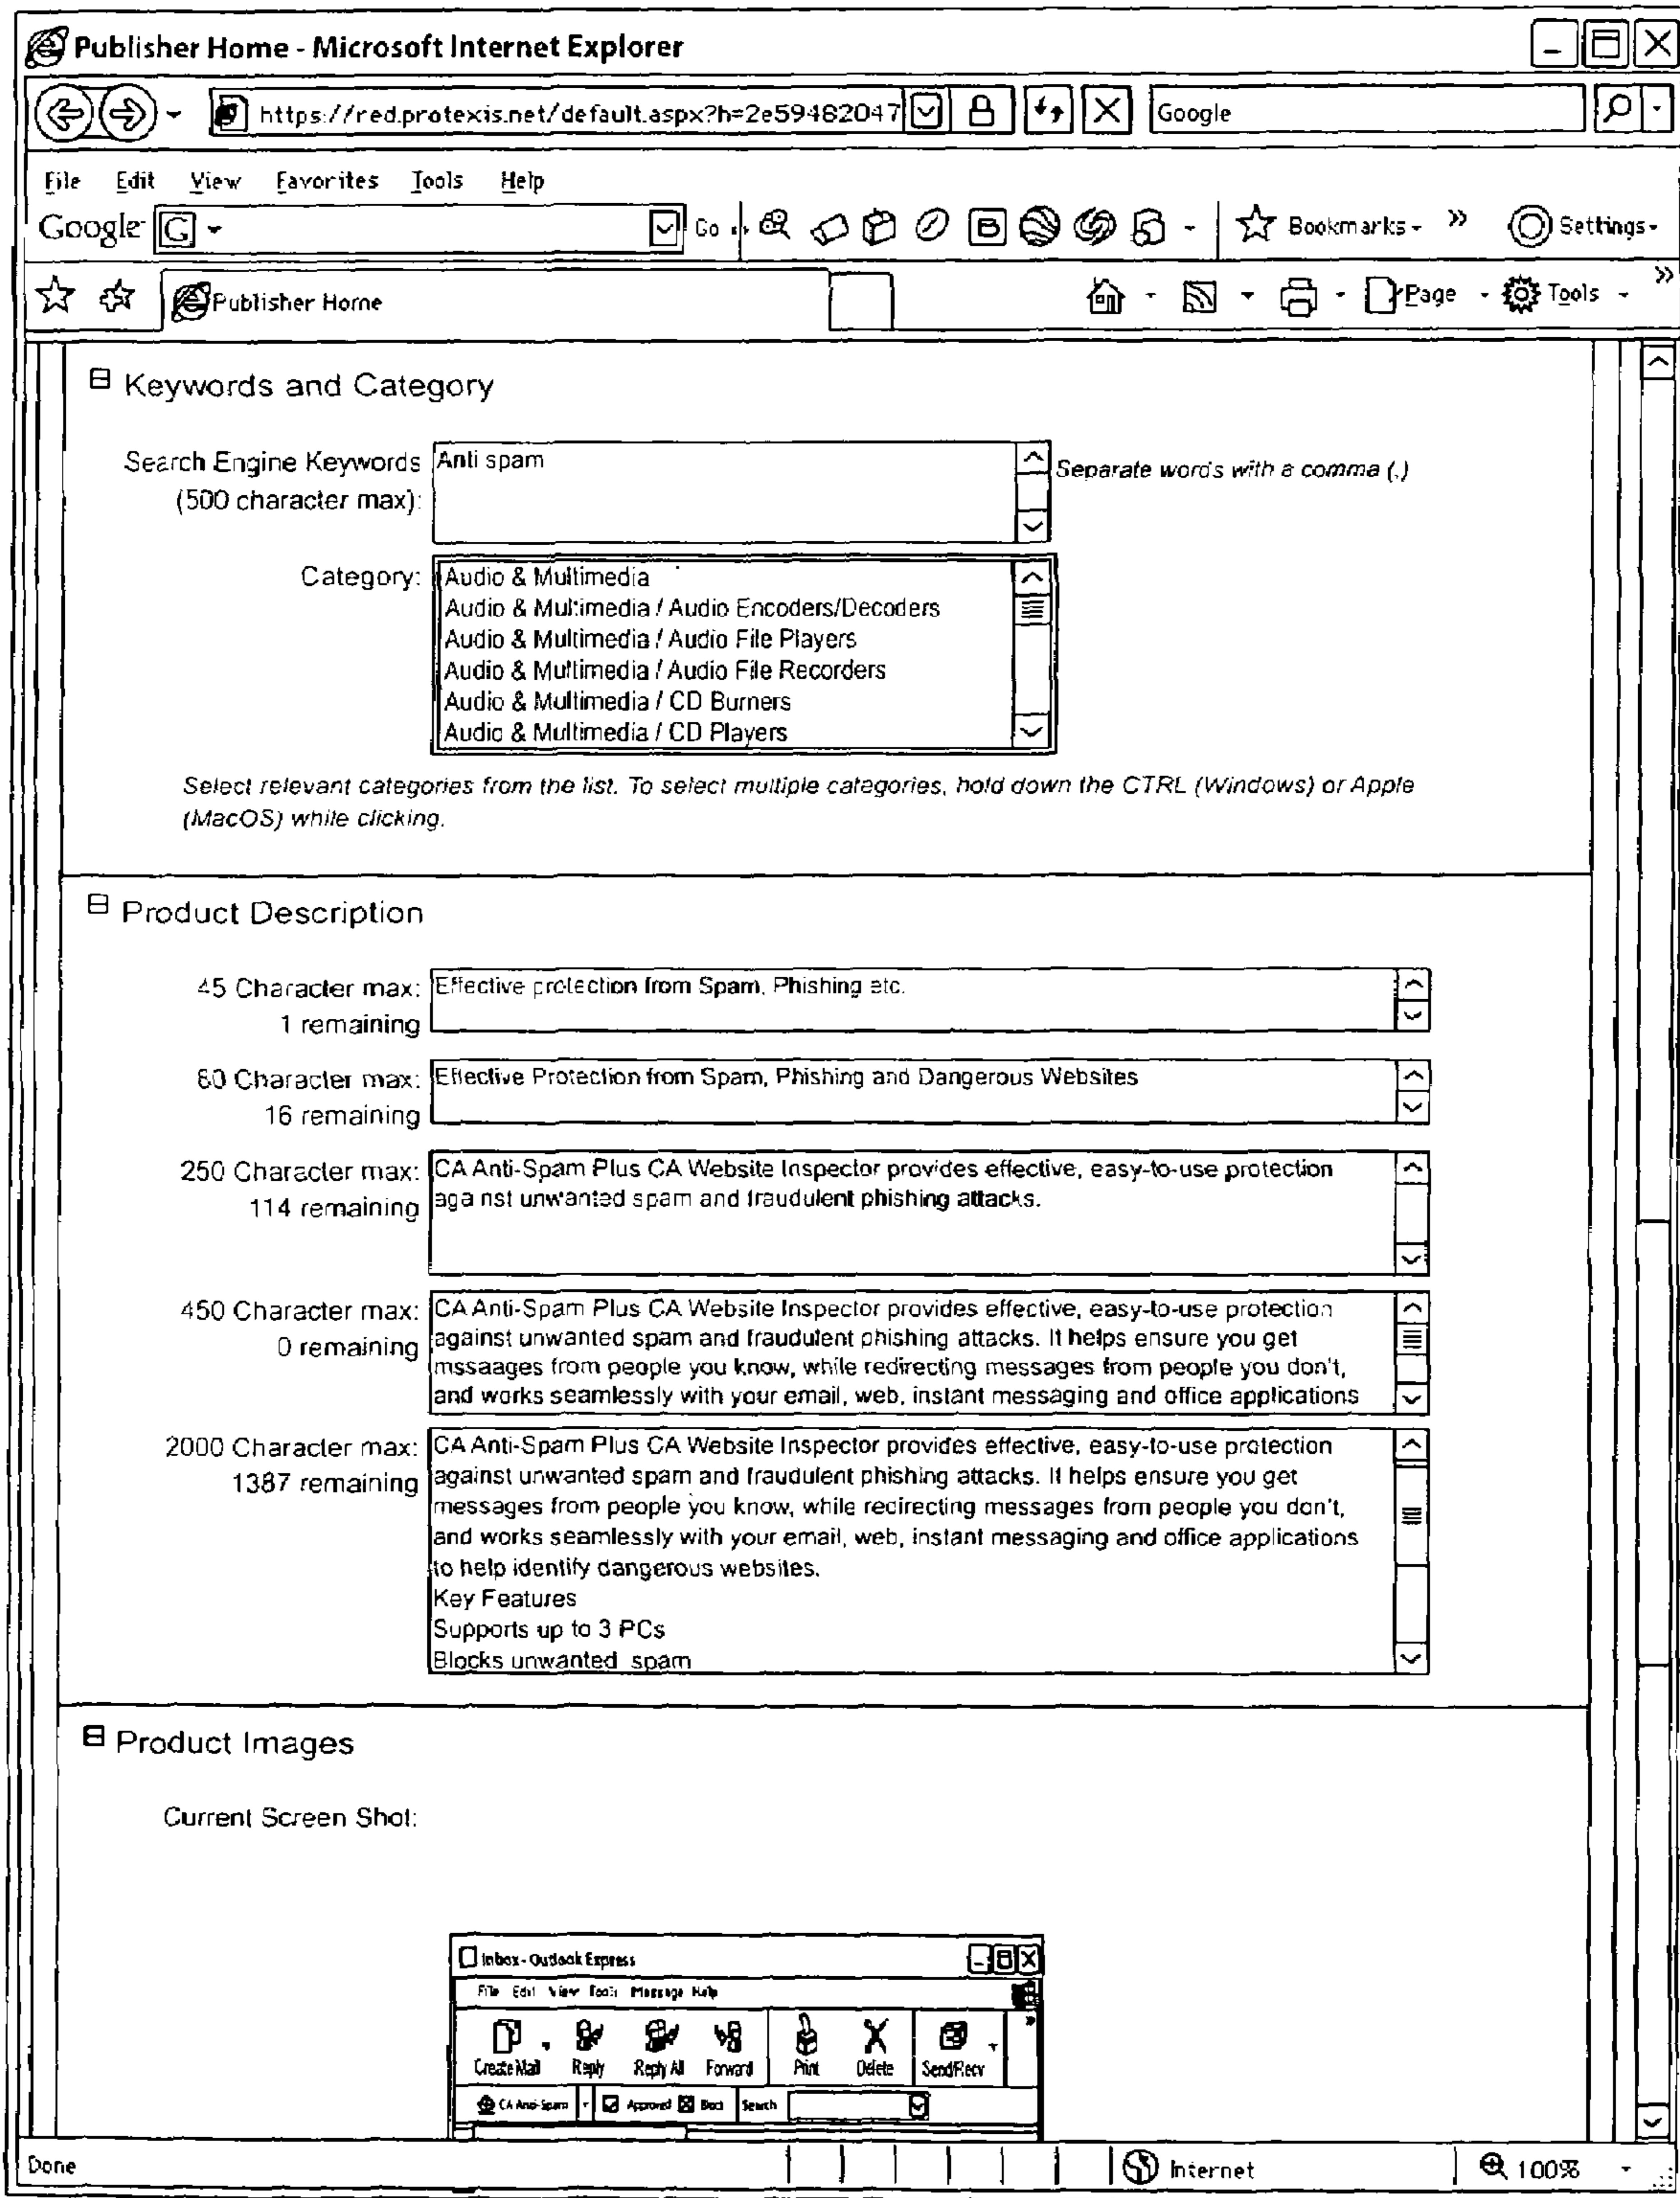 Publisher Home - Microsoft Internet Explorer
https://red.protexis.net/default.aspx?h=2e59482047
Google
File Edit View Favorites Tools Help
Google G Go B Bookmarks Settings
Publisher Home Page Tools
Keywords and Category
Search Engine Keywords Anti spam Separate words with a comma (,)
(500 character max):
Category: Audio & Multimedia
Audio & Multimedia / Audio Encoders/Decoders
Audio & Multimedia / Audio File Players
Audio & Multimedia / Audio File Recorders
Audio & Multimedia / CD Burners
Audio & Multimedia / CD Players
Select relevant categories from the list. To select multiple categories, hold down the CTRL (Windows) or Apple
(MacOS) while clicking.
Product Description
45 Character max: Effective protection from Spam, Phishing etc.
1 remaining
80 Character max: Effective Protection from Spam, Phishing and Dangerous Websites
16 remaining
250 Character max: CA Anti-Spam Plus CA Website Inspector provides effective, easy-to-use protection
114 remaining against unwanted spam and fraudulent phishing attacks.
450 Character max: CA Anti-Spam Plus CA Website Inspector provides effective, easy-to-use protection
0 remaining against unwanted spam and fraudulent phishing attacks. It helps ensure you get
mssaages from people you know, while redirecting messages from people you don't,
and works seamlessly with your email, web, instant messaging and office applications
2000 Character max: CA Anti-Spam Plus CA Website Inspector provides effective, easy-to-use protection
1387 remaining against unwanted spam and fraudulent phishing attacks. It helps ensure you get
messages from people you know, while redirecting messages from people you don't,
and works seamlessly with your email, web, instant messaging and office applications
to help identify dangerous websites.
Key Features
Supports up to 3 PCs
Blocks unwanted spam
Product Images
Current Screen Shot:
Inbox - Outlook Express
File Edit View Tools Message Help
Create Mail Reply Reply All Forward Print Delete Send/Recv
CA Anti-Spam Approved Block Search
Done Internet 100%